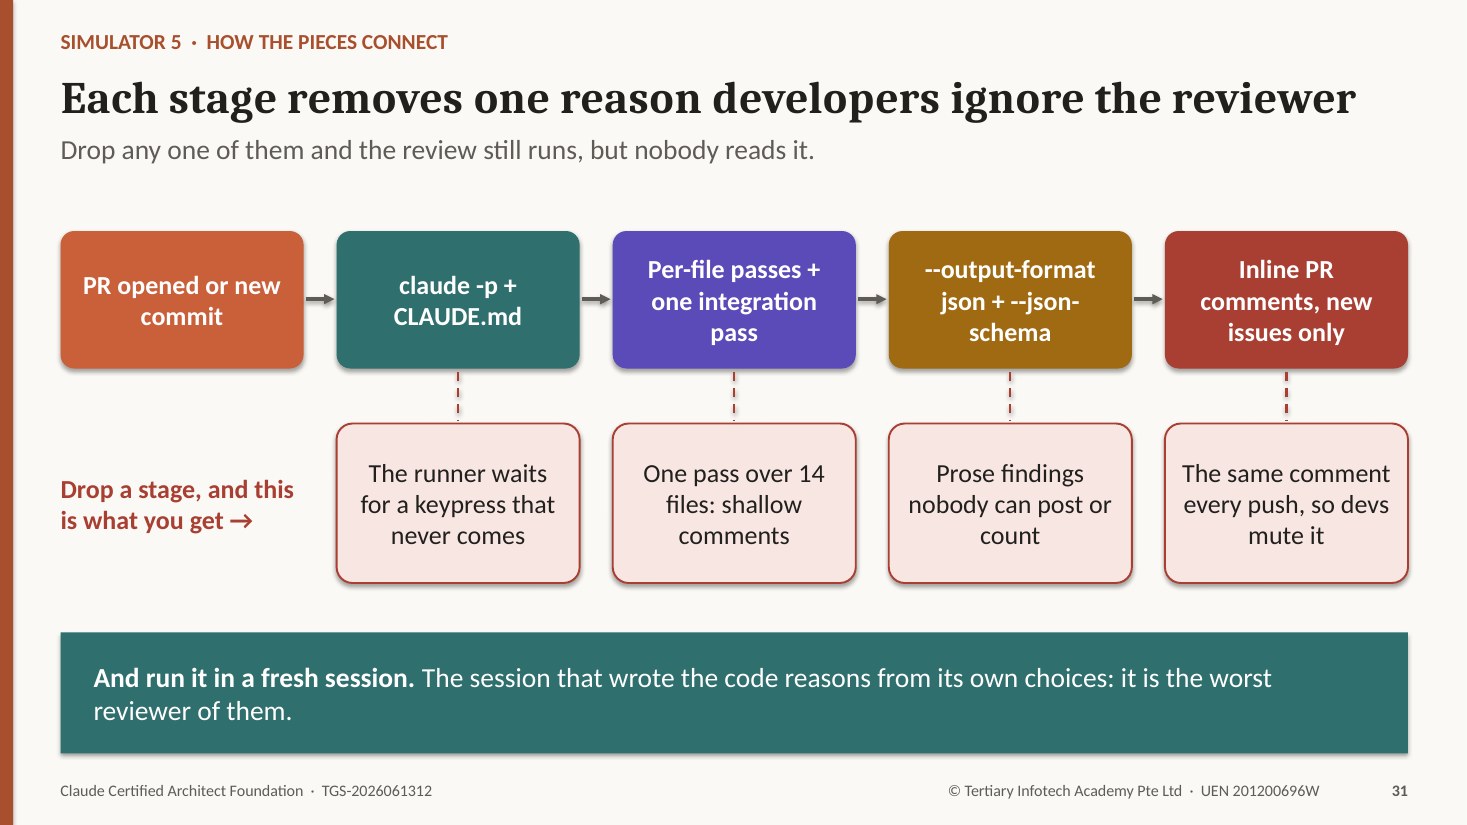 SIMULATOR 5 · HOW THE PIECES CONNECT
Each stage removes one reason developers ignore the reviewer
Drop any one of them and the review still runs, but nobody reads it.
PR opened or new
commit
claude -p +
CLAUDE.md
Per-file passes +
one integration
pass
--output-format
json + --json-
schema
Inline PR
comments, new
issues only
Drop a stage, and this
is what you get →
The runner waits
for a keypress that
never comes
One pass over 14
files: shallow
comments
Prose findings
nobody can post or
count
The same comment
every push, so devs
mute it
And run it in a fresh session. The session that wrote the code reasons from its own choices: it is the worst
reviewer of them.
Claude Certified Architect Foundation · TGS-2026061312
© Tertiary Infotech Academy Pte Ltd · UEN 201200696W
31